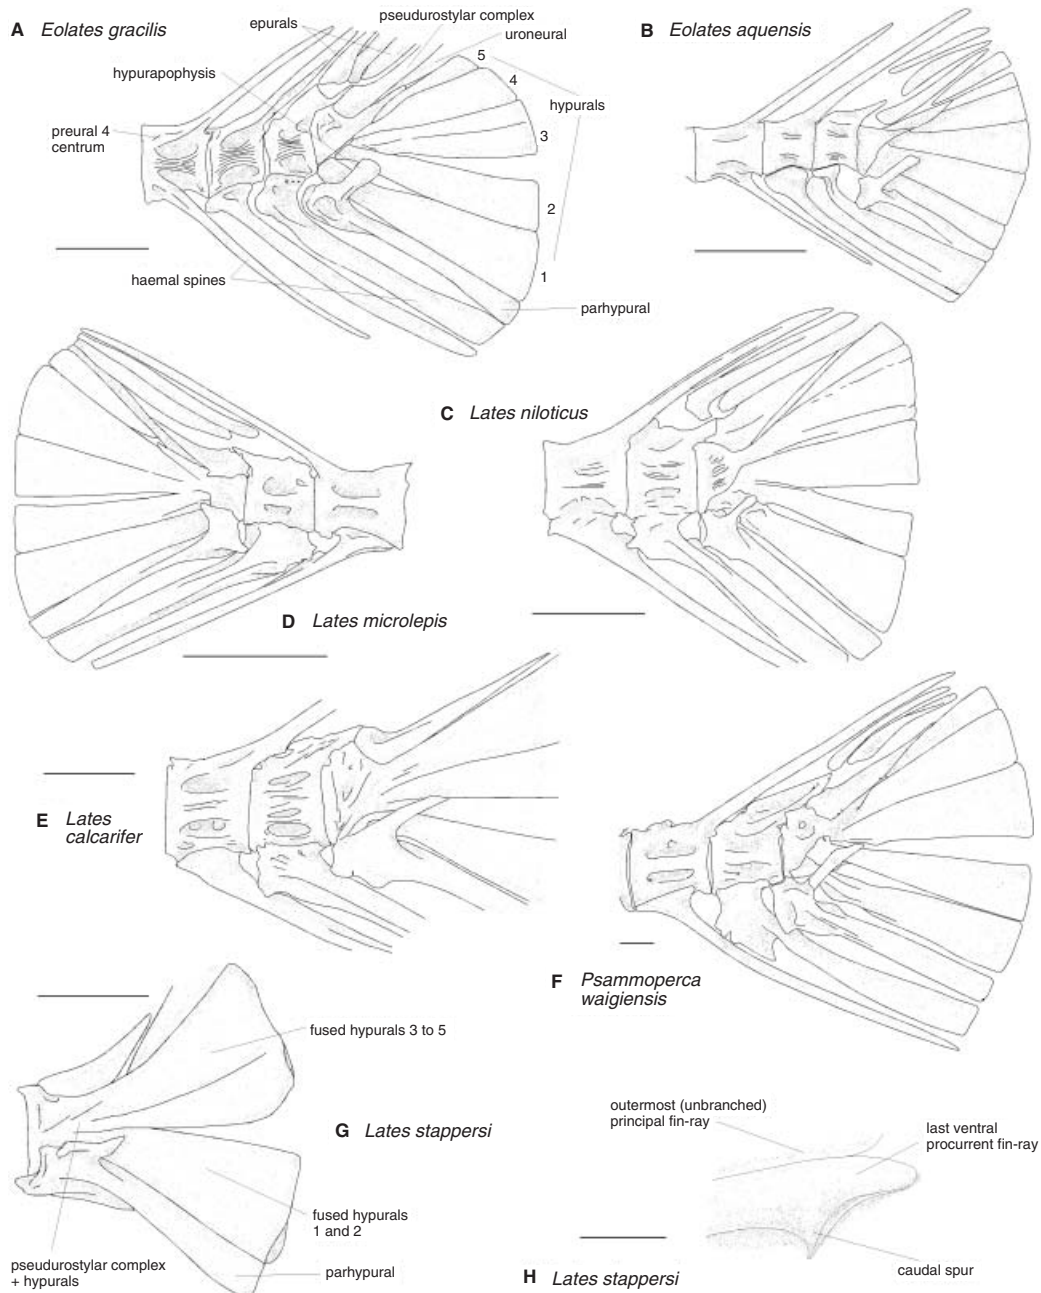 A Eolates gracilis
epurals
pseudurostylar complex
uroneural
B Eolates aquensis
hypurapophysis
5
4
hypurals
preural 4
centrum
3
2
haemal spines
1
parhypural
C Lates niloticus
D Lates microlepis
E Lates
calcarifer
F Psammoperca
waigiensis
fused hypurals 3 to 5
G Lates stappersi
outermost (unbranched)
principal fin-ray
last ventral
procurrent fin-ray
fused hypurals
1 and 2
pseudurostylar complex
+ hypurals
parhypural
caudal spur
H Lates stappersi